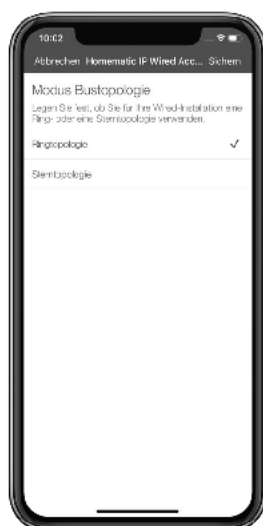 10:02
Abbrechen Homematic IP Wired Acc... Sichern
Modus Bustopologie
Legen Sie fest, ob Sie für Ihre Wired-Installation eine
Ring- oder eine Sterntopologie verwenden.
Ringtopologie
Sterntopologie